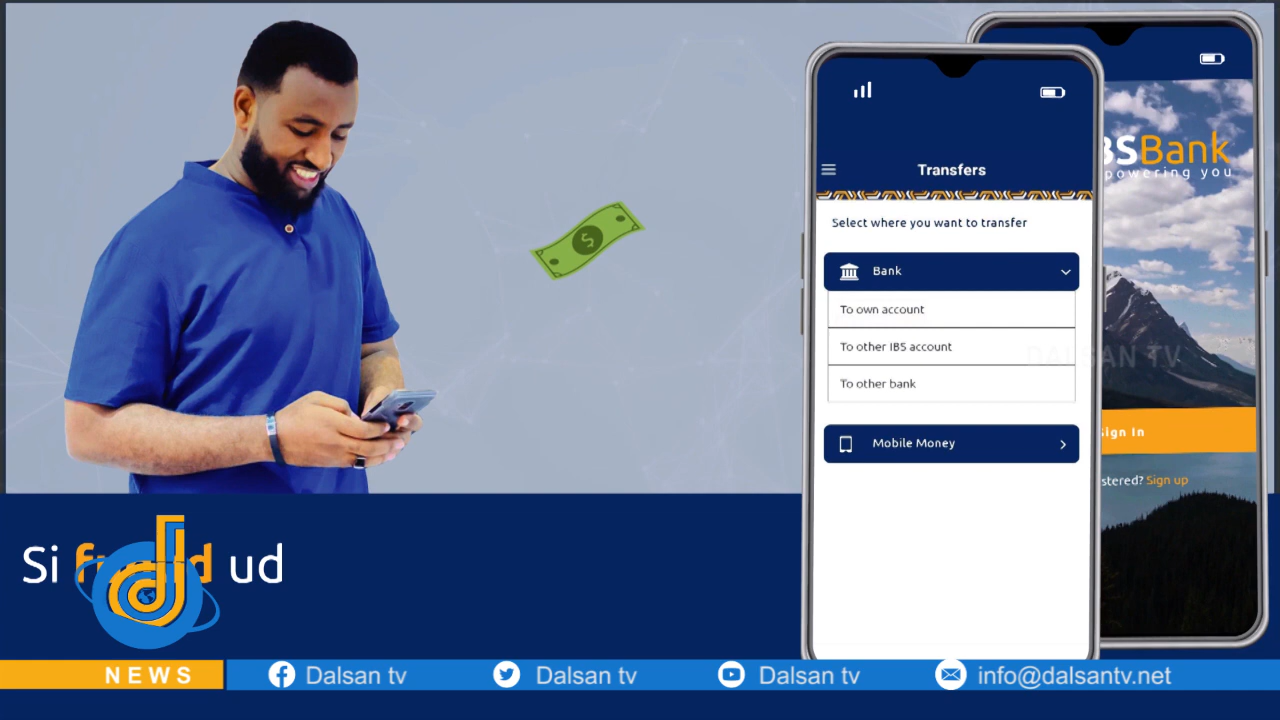 BSBank
powering you
Transfers
Select where you want to transfer
Bank
To own account
To other IBS account
To other bank
Mobile Money
DALSAN TV
Sign In
stered? Sign up
Si ud
NEWS
Dalsan tv
Dalsan tv
Dalsan tv
info@dalsantv.net